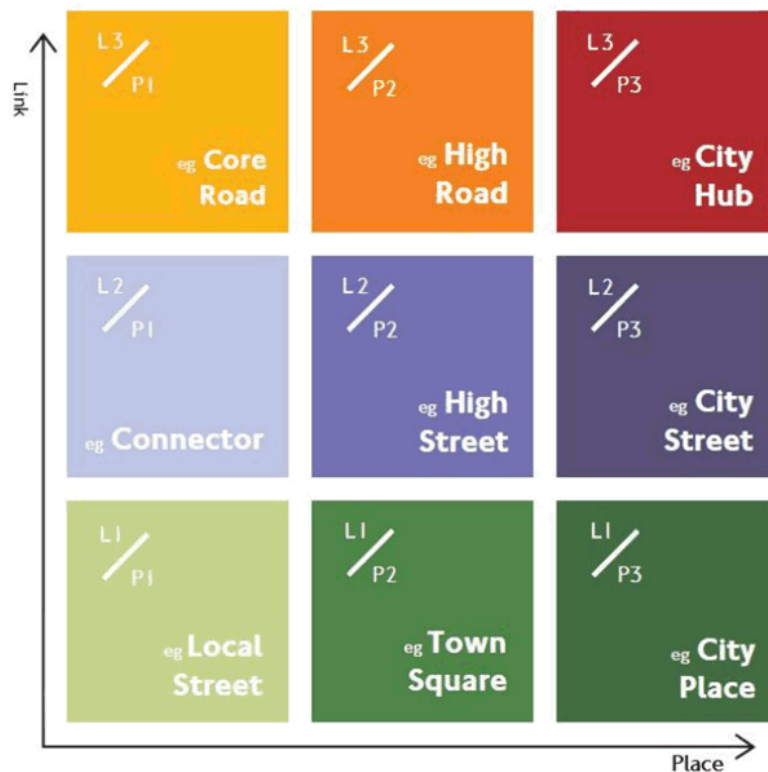 Link
L3
P1
eg Core
Road
L3
P2
eg High
Road
L3
P3
eg City
Hub
L2
P1
eg Connector
L2
P2
eg High
Street
L2
P3
eg City
Street
L1
P1
eg Local
Street
L1
P2
eg Town
Square
L1
P3
eg City
Place
Place